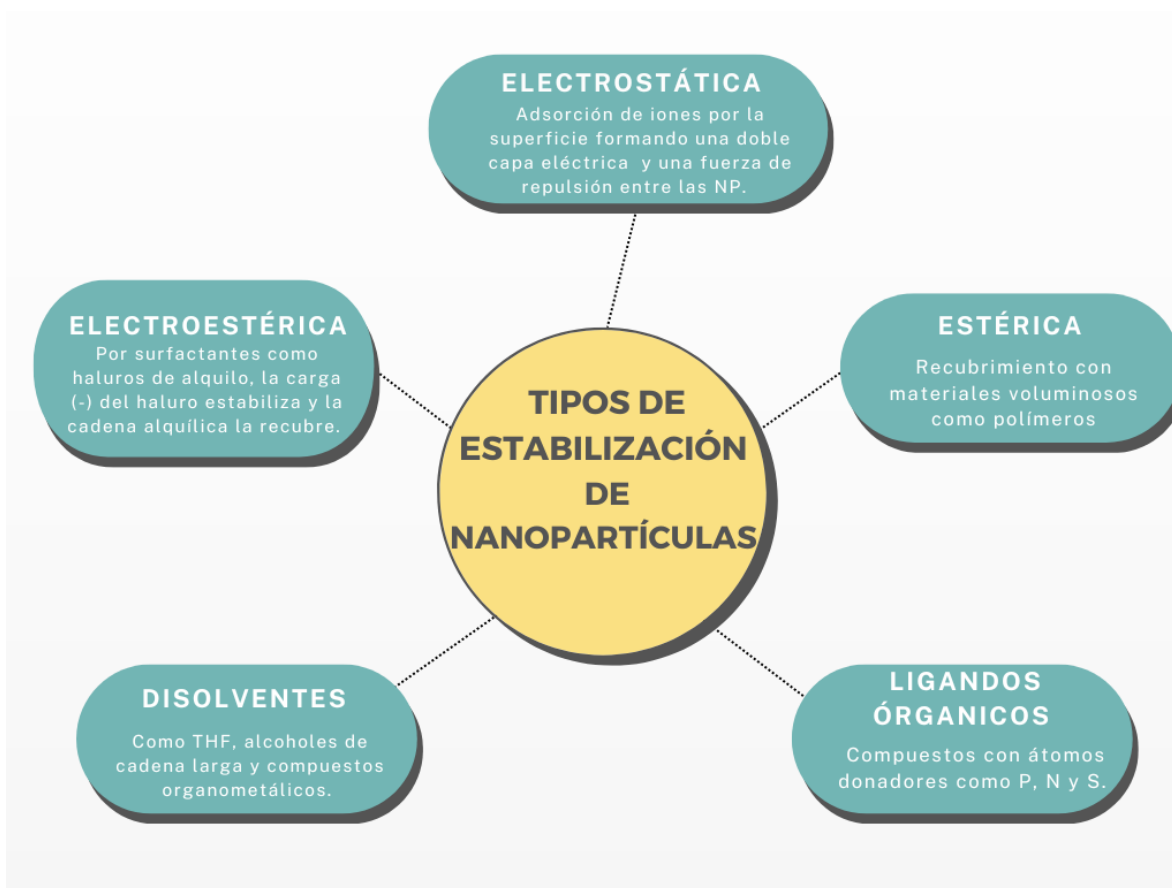 ELECTROSTÁTICA
Adsorción de iones por la
superficie formando una doble
capa eléctrica y una fuerza de
repulsión entre las NP.
ELECTROESTÉRICA
Por surfactantes como
haluros de alquilo, la carga
(-) del haluro estabiliza y la
cadena alquílica la recubre.
ESTÉRICA
Recubrimiento con
materiales voluminosos
como polímeros
TIPOS DE
ESTABILIZACIÓN
DE
NANOPARTÍCULAS
DISOLVENTES
Como THF, alcoholes de
cadena larga y compuestos
organometálicos.
LIGANDOS
ÓRGANICOS
Compuestos con átomos
donadores como P, N y S.